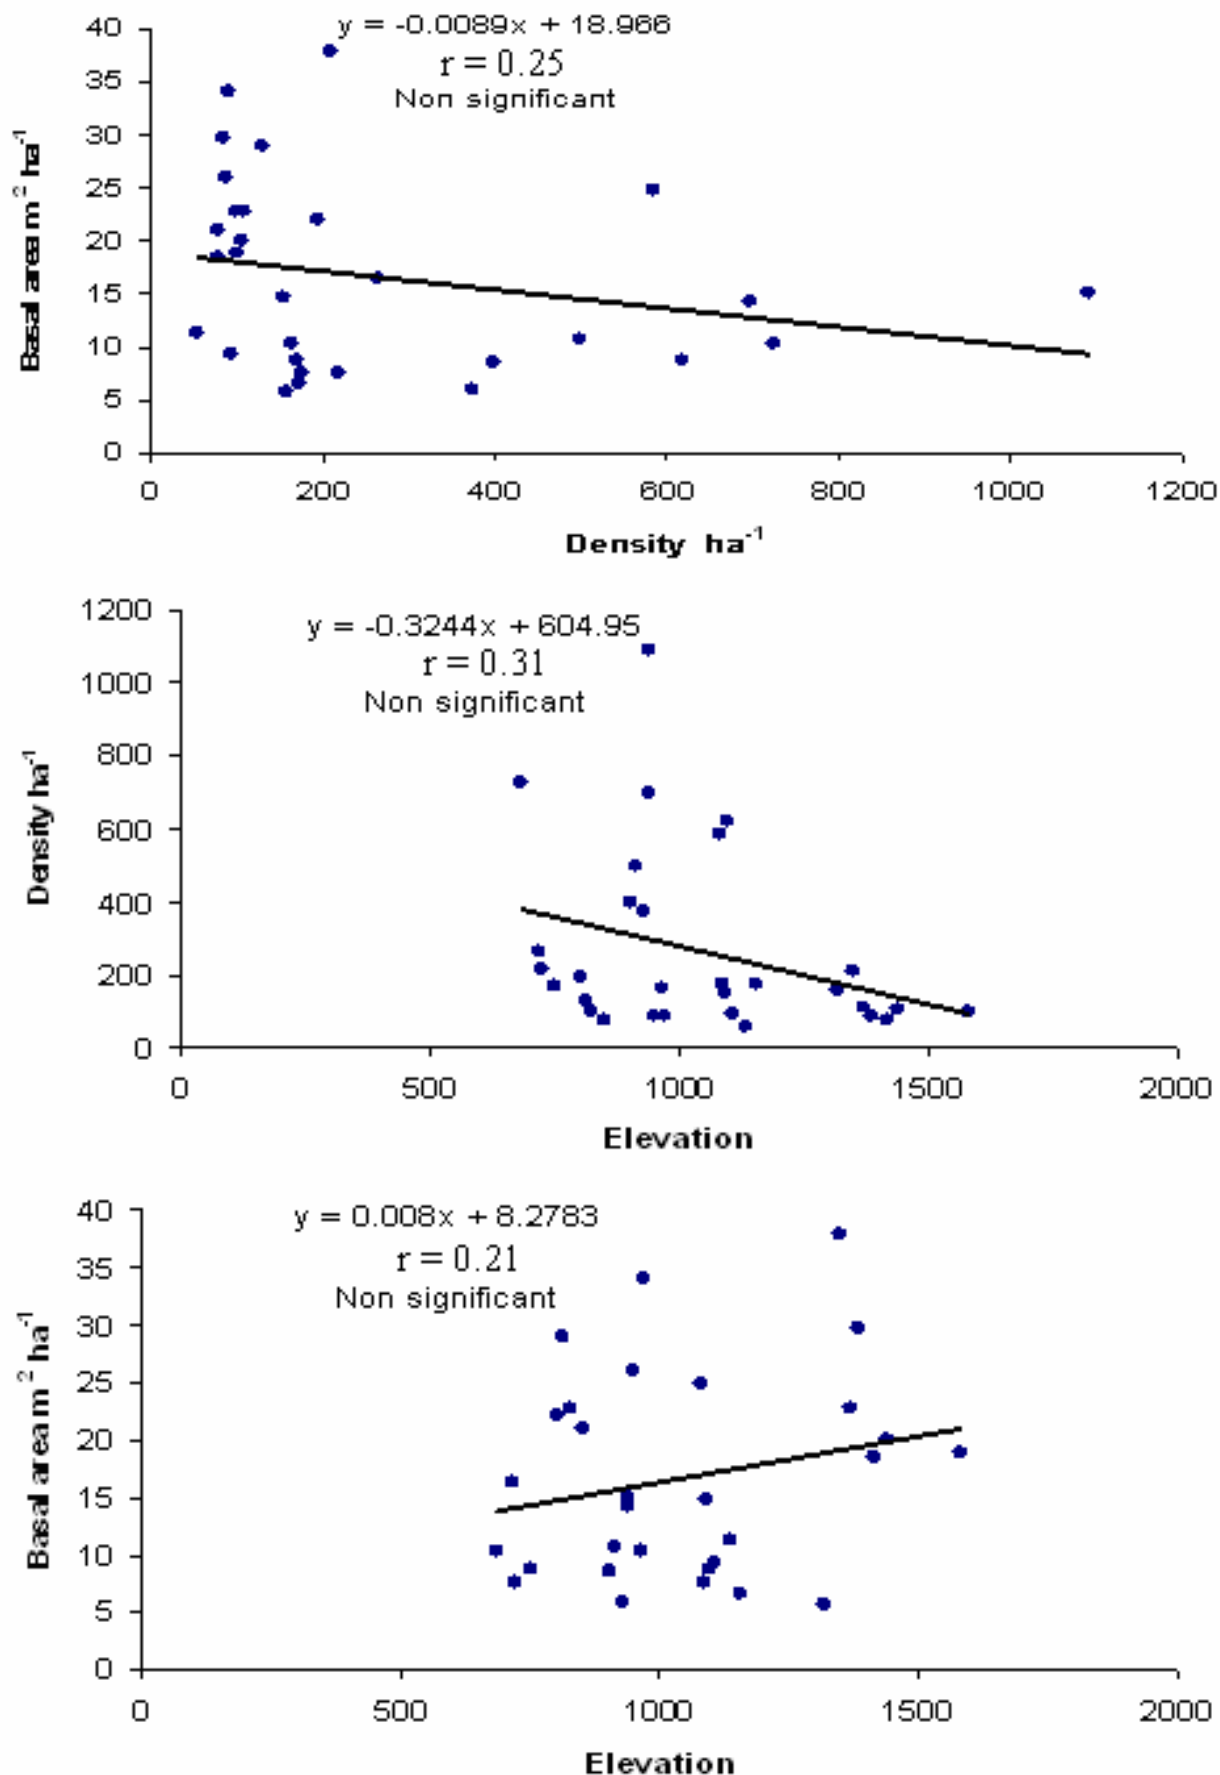 y = -0.0089x + 18.966
r = 0.25
Non significant
40
35
30
25
20
15
10
5
0
Basal area m² ha⁻¹
0 200 400 600 800 1000 1200
Density ha⁻¹
y = -0.3244x + 604.95
r = 0.31
Non significant
1200
1000
800
600
400
200
0
Density ha⁻¹
0 500 1000 1500 2000
Elevation
y = 0.008x + 8.2783
r = 0.21
Non significant
40
35
30
25
20
15
10
5
0
Basal area m² ha⁻¹
0 500 1000 1500 2000
Elevation